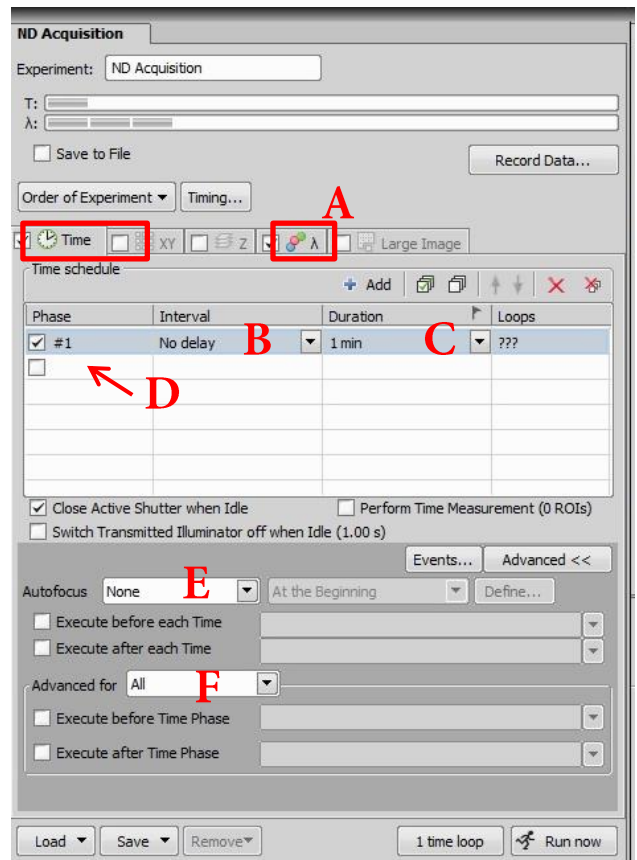 ND Acquisition
Experiment: ND Acquisition
T:
λ:
Save to File
Record Data...
Order of Experiment Timing...
A
Time XY Z λ Large Image
Time schedule
Add
Phase Interval Duration Loops
#1 No delay B 1 min C ???
D
Close Active Shutter when Idle Perform Time Measurement (0 ROIs)
Switch Transmitted Illuminator off when Idle (1.00 s)
Events... Advanced <<
Autofocus None E At the Beginning Define...
Execute before each Time
Execute after each Time
Advanced for All F
Execute before Time Phase
Execute after Time Phase
Load Save Remove 1 time loop Run now